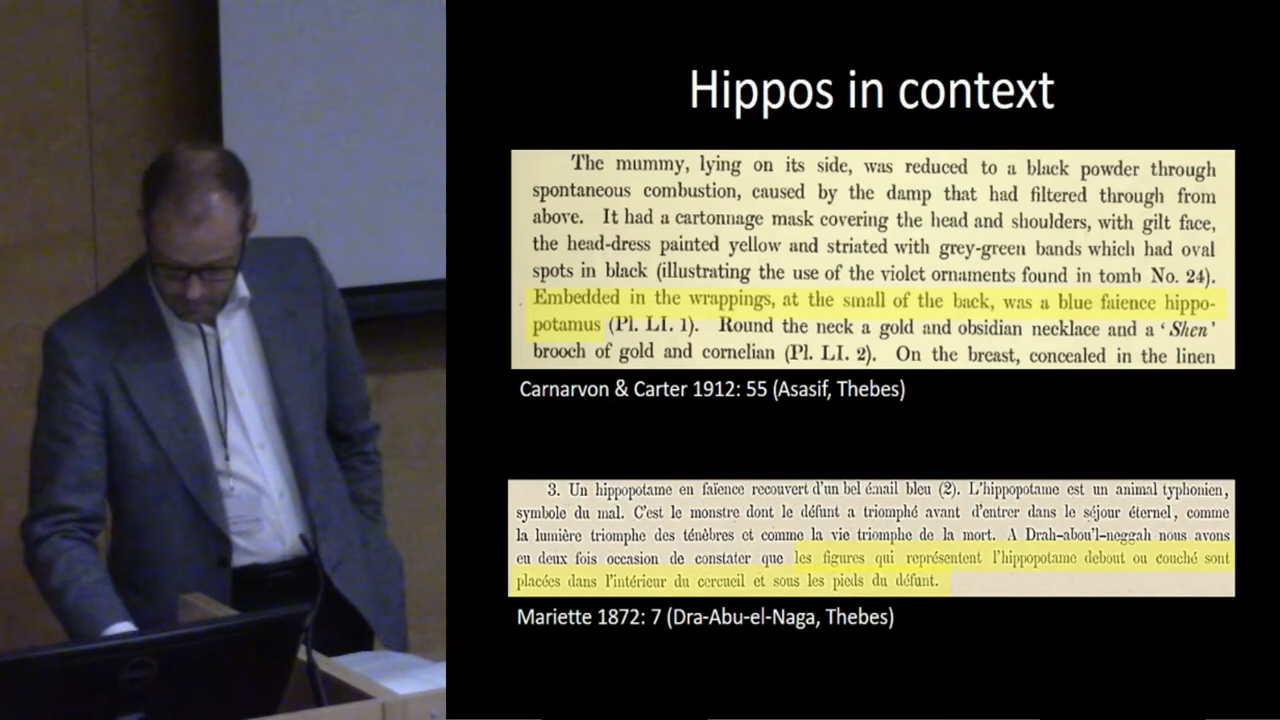 Hippos in context
The mummy, lying on its side, was reduced to a black powder through
spontaneous combustion, caused by the damp that had filtered through from
above. It had a cartonnage mask covering the head and shoulders, with gilt face,
the head-dress painted yellow and striated with grey-green bands which had oval
spots in black (illustrating the use of the violet ornaments found in tomb No. 24).
Embedded in the wrappings, at the small of the back, was a blue faience hippo-
potamus (Pl. LI. 1). Round the neck a gold and obsidian necklace and a ‘Shen’
brooch of gold and cornelian (Pl. LI. 2). On the breast, concealed in the linen
Carnarvon & Carter 1912: 55 (Asasif, Thebes)
3. Un hippopotame en faïence recouvert d'un bel émail bleu (2). L'hippopotame est un animal typhonien,
symbole du mal. C'est le monstre dont le défunt a triomphé avant d'entrer dans le séjour éternel, comme
la lumière triomphe des ténèbres et comme la vie triomphe de la mort. A Drah-abou'l-neggah nous avons
eu deux fois occasion de constater que les figures qui représentent l'hippopotame debout ou couché sont
placées dans l'intérieur du cercueil et sous les pieds du défunt.
Mariette 1872: 7 (Dra-Abu-el-Naga, Thebes)